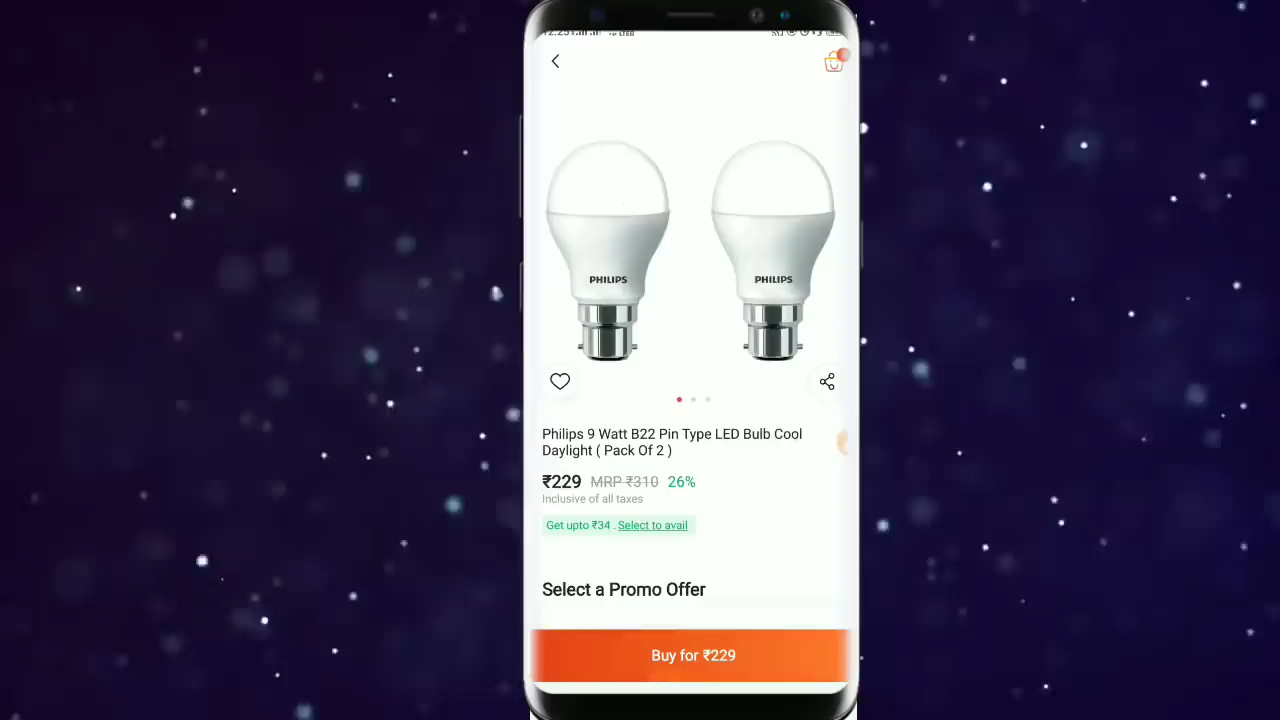 PHILIPS
PHILIPS
Philips 9 Watt B22 Pin Type LED Bulb Cool
Daylight ( Pack Of 2 )
₹229 MRP ₹310 26%
Inclusive of all taxes
Get upto ₹34 . Select to avail
Select a Promo Offer
Buy for ₹229